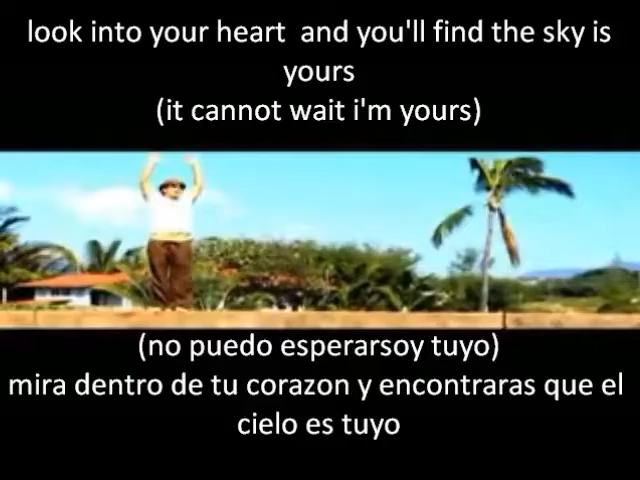 look into your heart  and you'll find the sky is
yours
(it cannot wait i'm yours)
(no puedo esperarsoy tuyo)
mira dentro de tu corazon y encontraras que el
cielo es tuyo